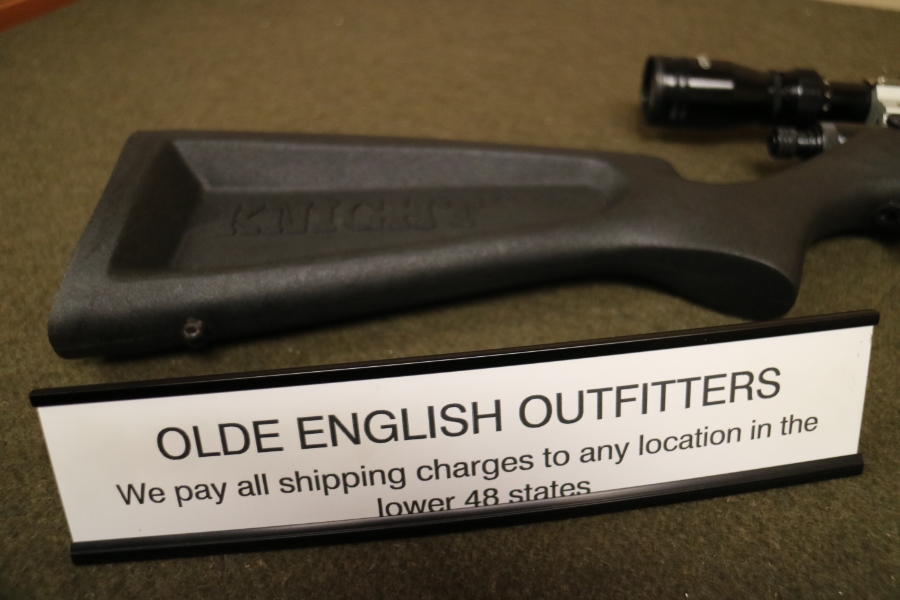 KNIGHT
OLDE ENGLISH OUTFITTERS
We pay all shipping charges to any location in the
lower 48 states